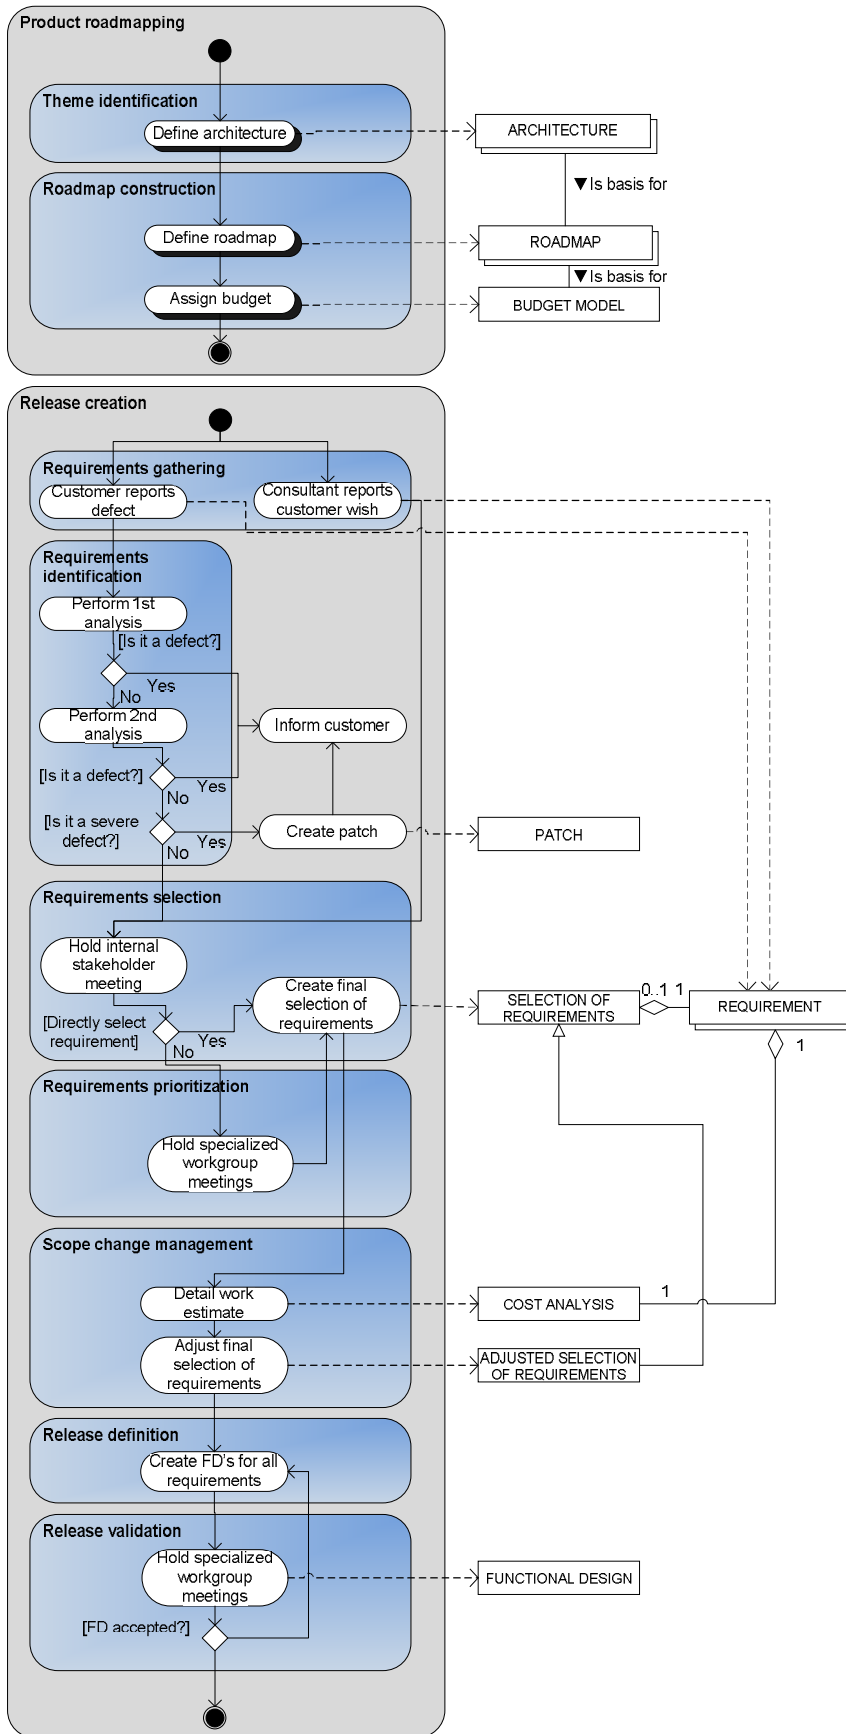 Product roadmapping
Theme identification
Define architecture
ARCHITECTURE
▼Is basis for
Roadmap construction
Define roadmap
ROADMAP
▼Is basis for
Assign budget
BUDGET MODEL
Release creation
Requirements gathering
Customer reports
defect
Consultant reports
customer wish
Requirements
identification
Perform 1st
analysis
[Is it a defect?]
Yes
No
Perform 2nd
analysis
Inform customer
[Is it a defect?]
Yes
No
[Is it a severe
defect?]
Yes
No
Create patch
PATCH
Requirements selection
Hold internal
stakeholder
meeting
Create final
selection of
requirements
SELECTION OF
REQUIREMENTS
0..1
1
REQUIREMENT
1
[Directly select
requirement]
Yes
No
Requirements prioritization
Hold specialized
workgroup
meetings
Scope change management
Detail work
estimate
COST ANALYSIS
1
Adjust final
selection of
requirements
ADJUSTED SELECTION
OF REQUIREMENTS
Release definition
Create FD's for all
requirements
Release validation
Hold specialized
workgroup
meetings
FUNCTIONAL DESIGN
[FD accepted?]